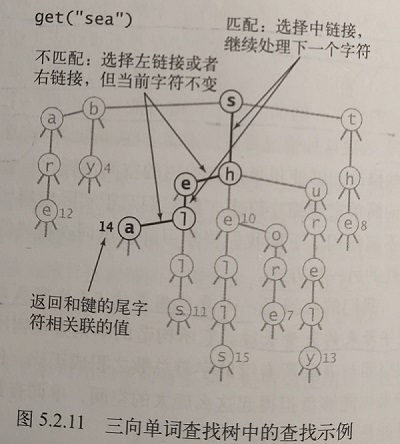 get("sea")
匹配：选择中链接，
继续处理下一个字符
不匹配：选择左链接或者
右链接，但当前字符不变
s
b
a
t
r
y 4
h
e
h
u
e 12
14 a
l
e 10
o
r
e 8
l
l
r
e
s 11
l
e 7
l
s 15
y 13
返回和键的尾字
符相关联的值
图 5.2.11 三向单词查找树中的查找示例